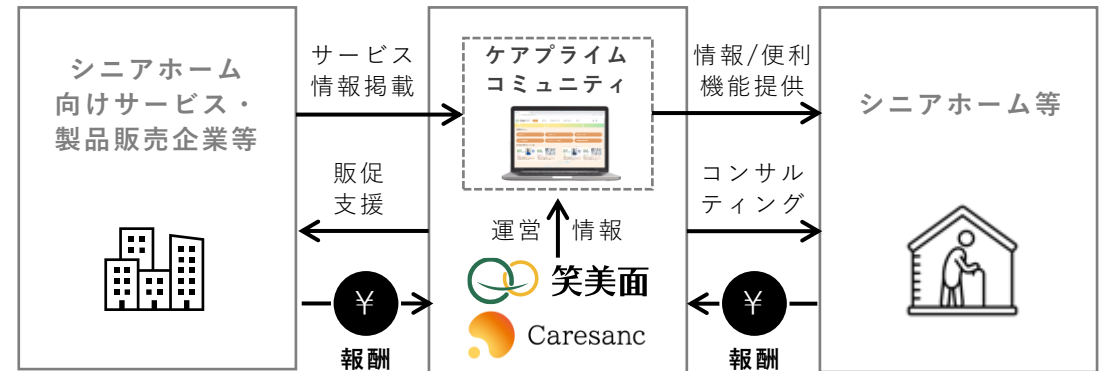 シニアホーム
向けサービス・
製品販売企業等
サービス
情報掲載
販促
支援
¥
報酬
ケアプライム
コミュニティ
運営 情報
笑美面
Caresanc
情報/便利
機能提供
コンサル
ティング
¥
報酬
シニアホーム等